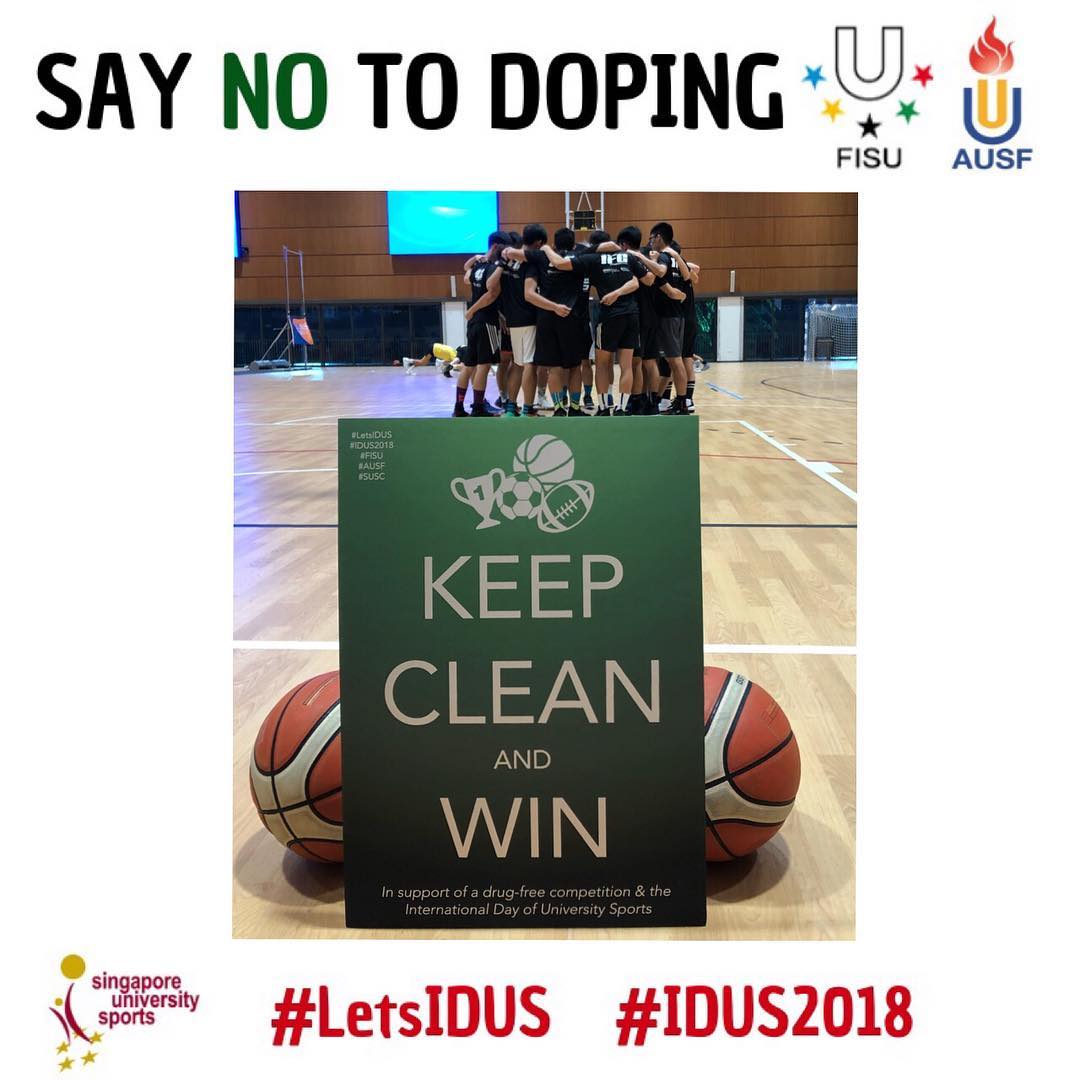 SAY NO TO DOPING
FISU
AUSF
#LetsIDUS
#IDUS2018
#FISU
#AUSF
#SUSC
1
KEEP
CLEAN
AND
WIN
In support of a drug-free competition & the
International Day of University Sports
singapore
university
sports
#LetsIDUS #IDUS2018